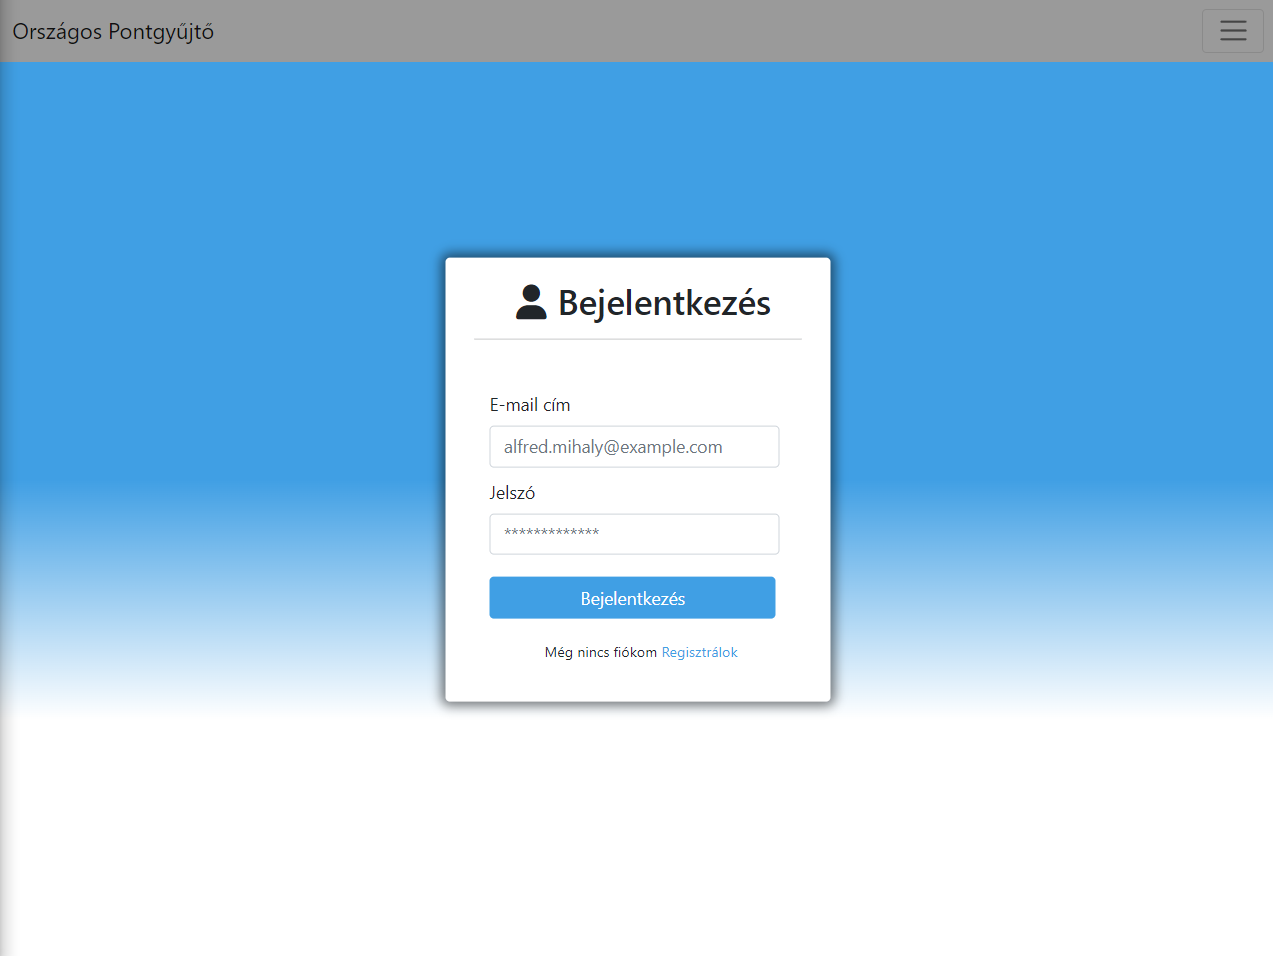 Országos Pontgyűjtő
Bejelentkezés
E-mail cím
alfred.mihaly@example.com
Jelszó
*************
Bejelentkezés
Még nincs fiókom Regisztrálok